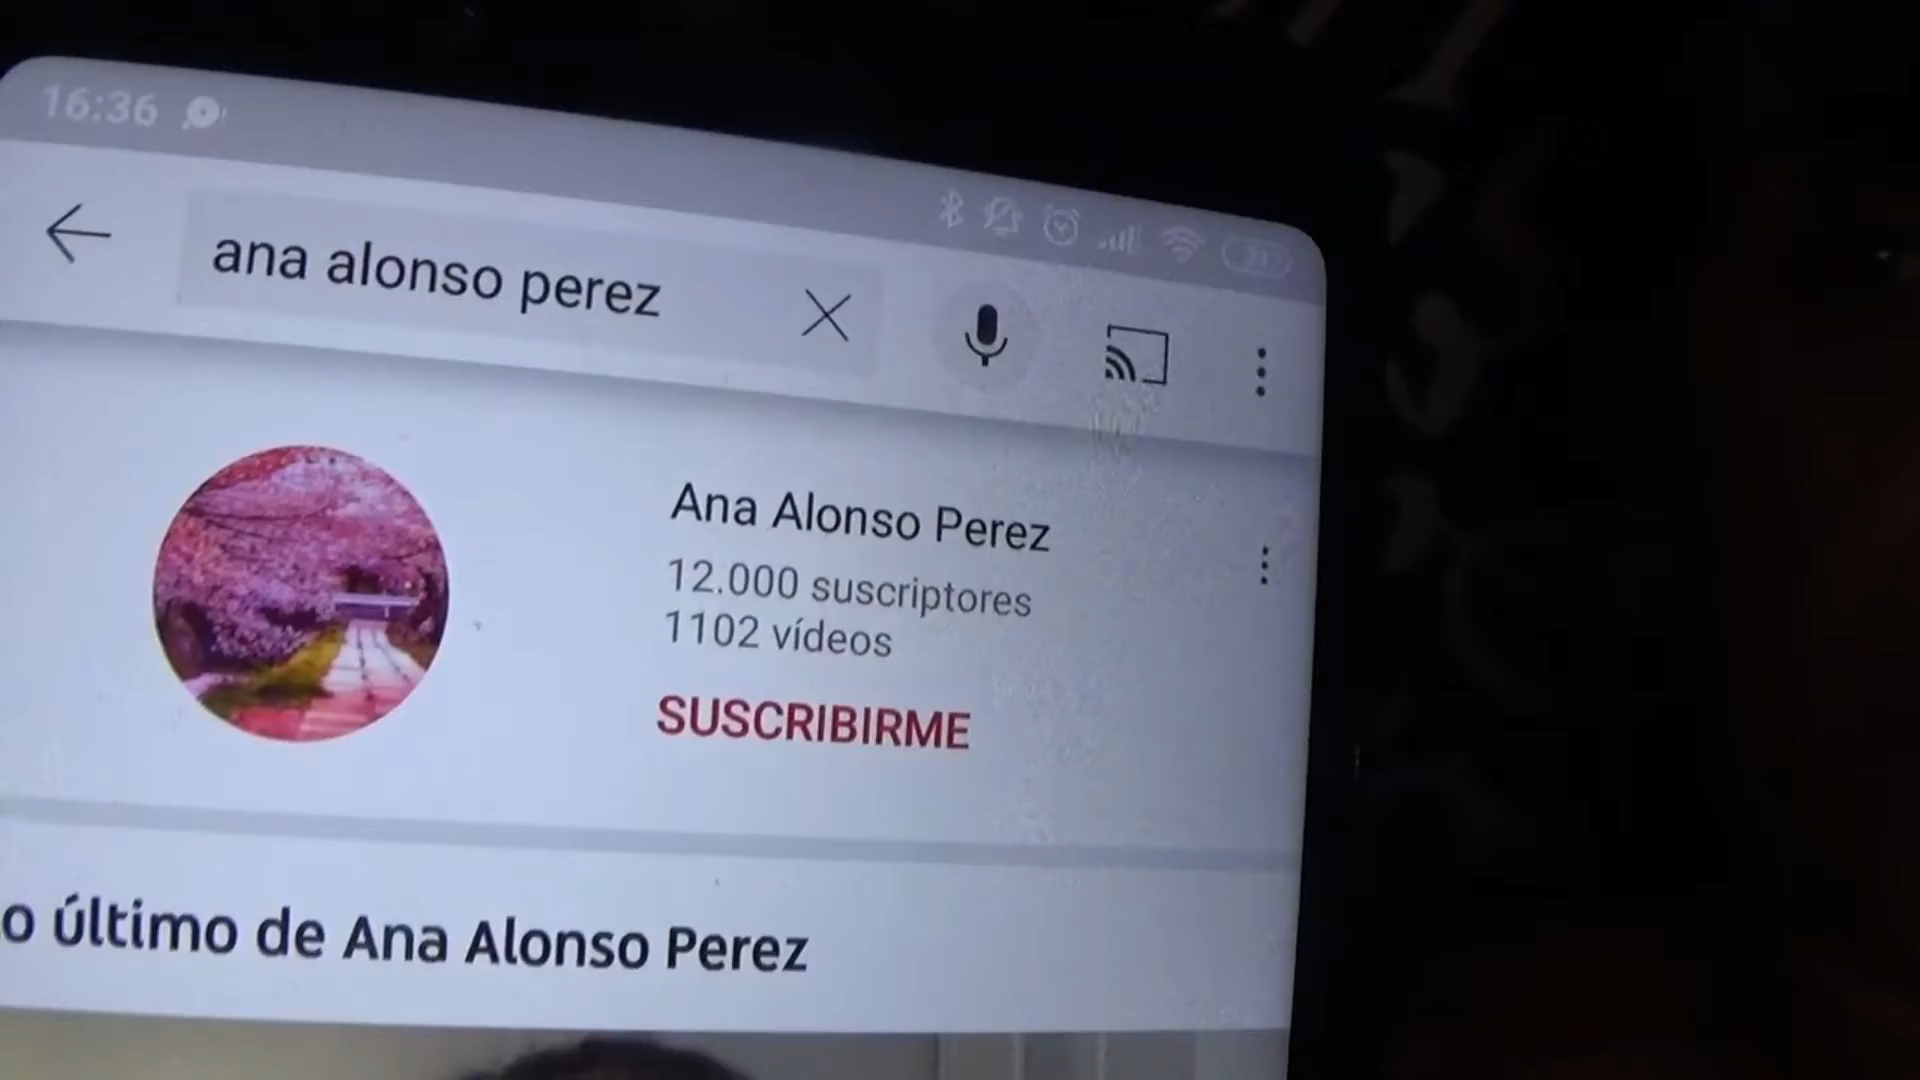 16:36
ana alonso perez
Ana Alonso Perez
12.000 suscriptores
1102 vídeos
SUSCRIBIRME
o último de Ana Alonso Perez